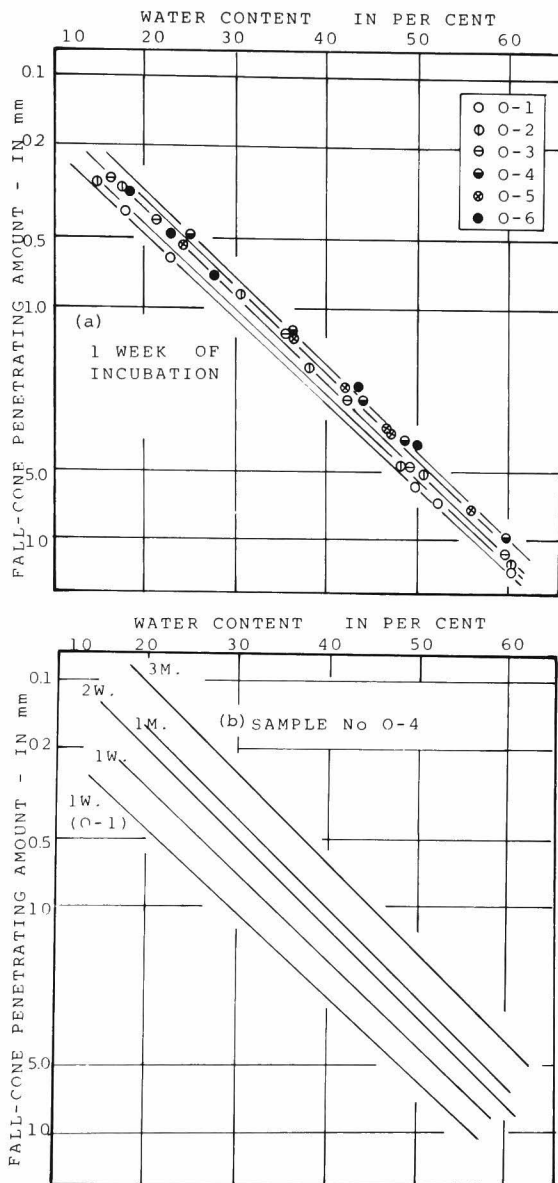 WATER CONTENT IN PER CENT
10 20 30 40 50 60
FALL-CONE PENETRATING AMOUNT - IN mm
0.1
0.2
0.5
1.0
5.0
10
O-1
O-2
O-3
O-4
O-5
O-6
(a)
1 WEEK OF
INCUBATION
WATER CONTENT IN PER CENT
10 20 30 40 50 60
FALL-CONE PENETRATING AMOUNT - IN mm
0.1
0.2
0.5
10
5.0
10
3M.
2W.
1M.
1W.
1W.
(O-1)
(b) SAMPLE No O-4